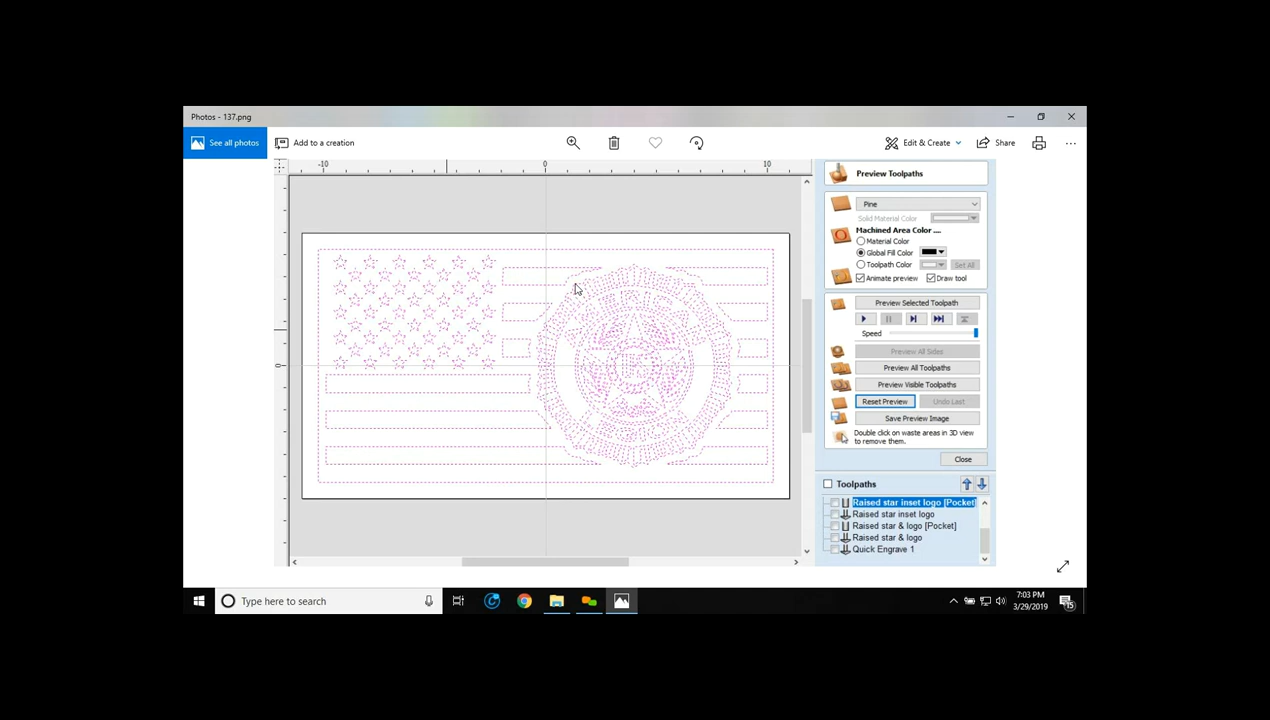 Photos - 137.png
See all photos
Add to a creation
Edit & Create
Share
-10
0
10
0
Preview Toolpaths
Pine
Solid Material Color
Machined Area Color ....
Material Color
Global Fill Color
Toolpath Color
Set All
Animate preview
Draw tool
Preview Selected Toolpath
Speed
Preview All Sides
Preview All Toolpaths
Preview Visible Toolpaths
Reset Preview
Undo Last
Save Preview Image
Double click on waste areas in 3D view
to remove them.
Close
Toolpaths
Raised star inset logo [Pocket]
Raised star inset logo
Raised star & logo [Pocket]
Raised star & logo
Quick Engrave 1
Type here to search
7:03 PM
3/29/2019
15